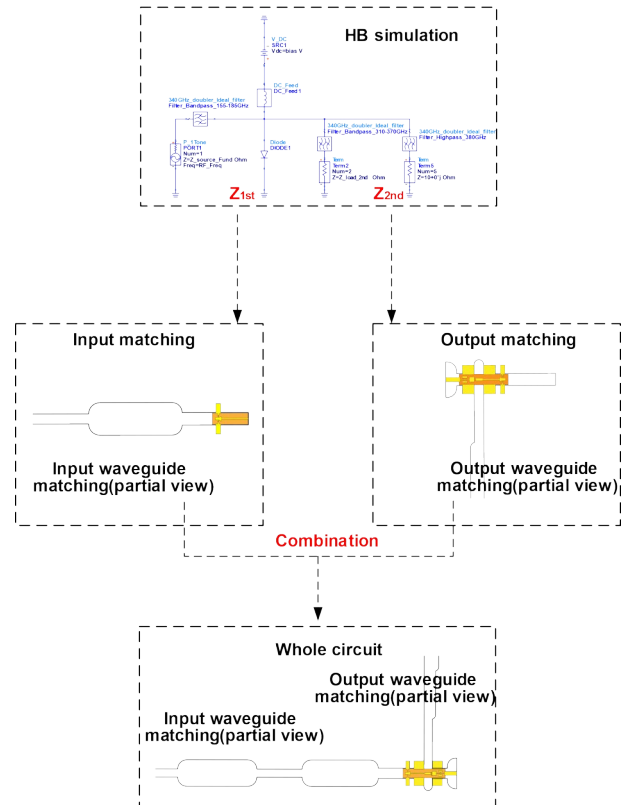 HB simulation
V_DC
SRC1
Vdc=bias V
DC_Feed
DC_Feed1
340GHz_doubler_Ideal_filter
Filter_Bandpass_155-185GHz
P_1Tone
PORT1
Num=1
Z=Z_source_Fund Ohm
Freq=RF_Freq
Diode
DIODE1
340GHz_doubler_Ideal_filter
Filter_Bandpass_310-370GHz
Term
Term2
Num=2
Z=Z_load_2nd Ohm
340GHz_doubler_Ideal_filter
Filter_Highpass_380GHz
Term
Num=5
Z=10+0*j Ohm
Z1st
Z2nd
Input matching
Input waveguide
matching(partial view)
Output matching
Output waveguide
matching(partial view)
Combination
Whole circuit
Output waveguide
matching(partial view)
Input waveguide
matching(partial view)